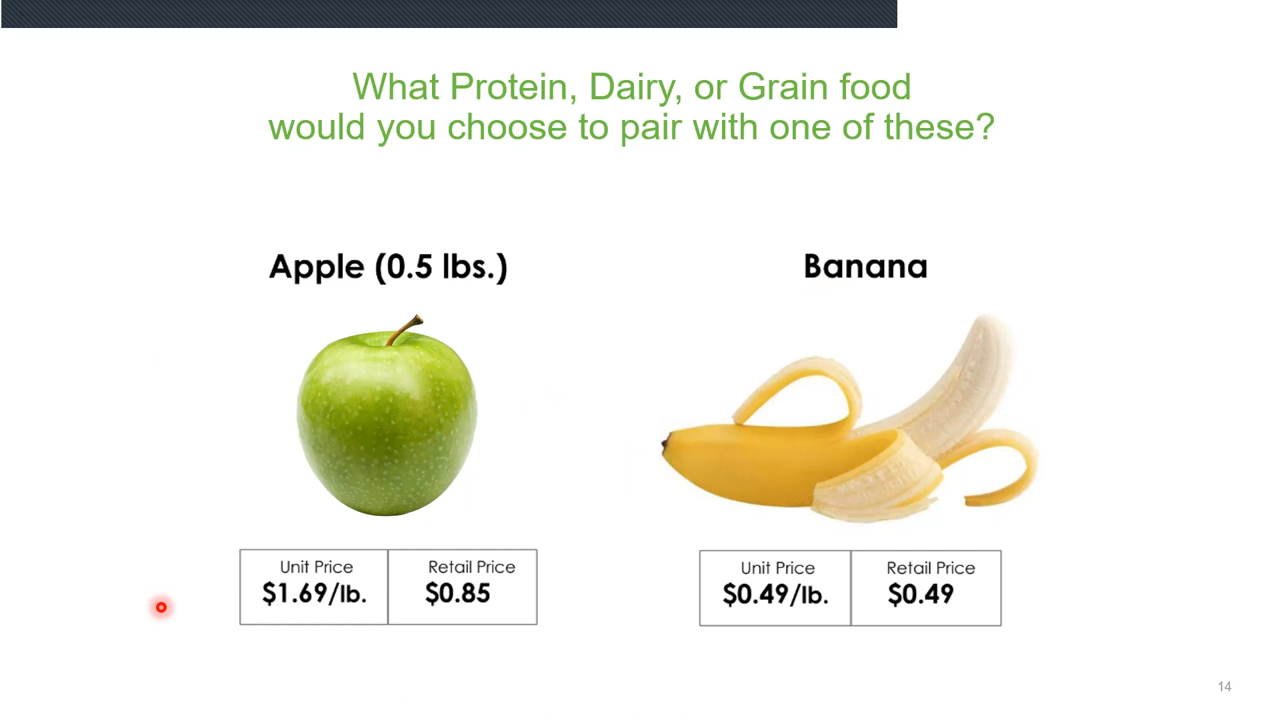 What Protein, Dairy, or Grain food
would you choose to pair with one of these?
Apple (0.5 lbs.)
Banana
Unit Price
Retail Price
$1.69/lb.
$0.85
Unit Price
Retail Price
$0.49/lb.
$0.49
14